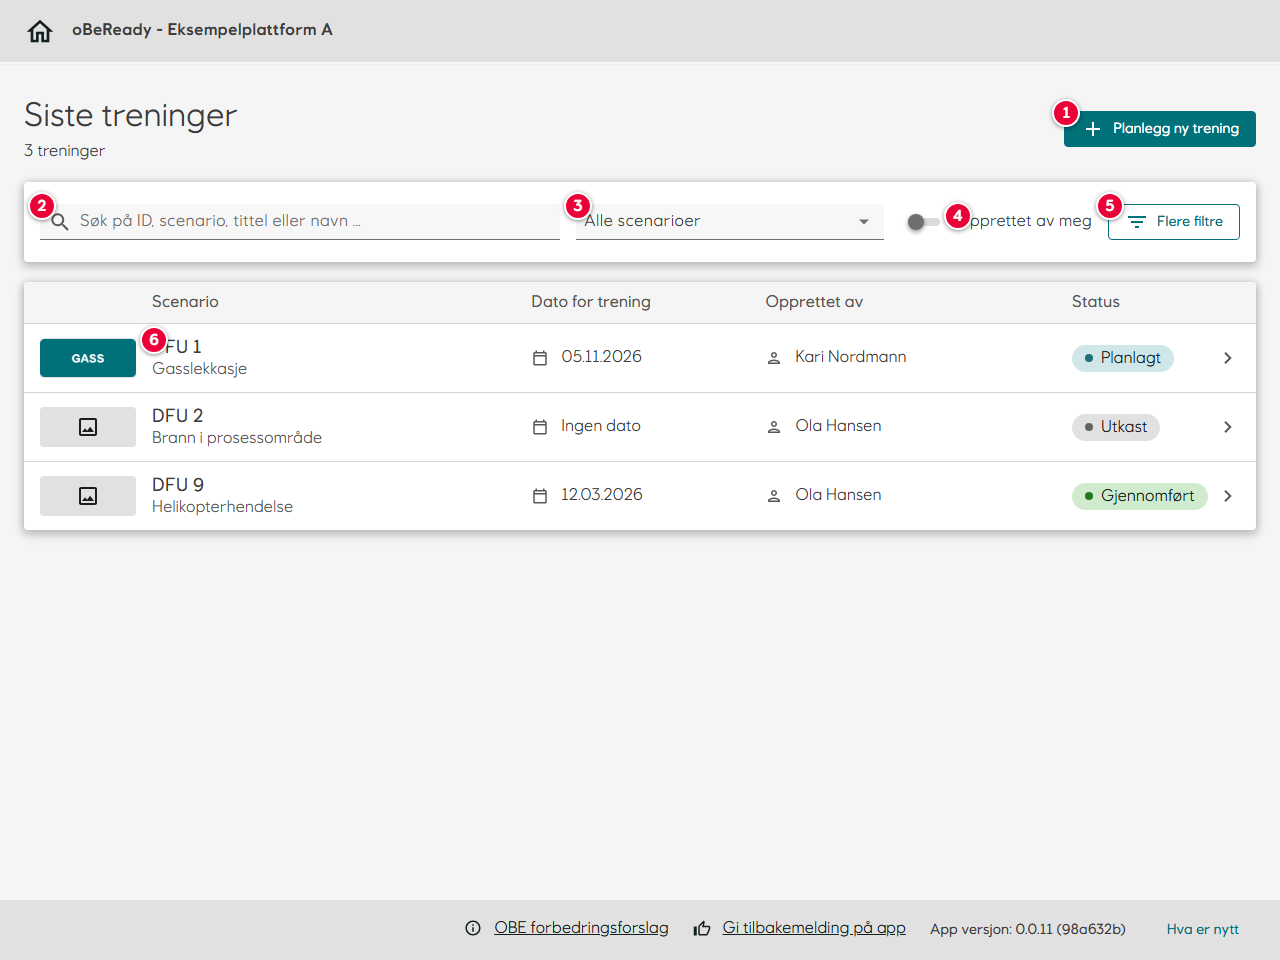 oBeReady - Eksempelplattform A
Siste treninger
3 treninger
1
Planlegg ny trening
2
Søk på ID, scenario, tittel eller navn ...
3
Alle scenarioer
4
pprettet av meg
5
Flere filtre
Scenario
Dato for trening
Opprettet av
Status
GASS
6
FU 1
Gasslekkasje
05.11.2026
Kari Nordmann
Planlagt
DFU 2
Brann i prosessområde
Ingen dato
Ola Hansen
Utkast
DFU 9
Helikopterhendelse
12.03.2026
Ola Hansen
Gjennomført
OBE forbedringsforslag
Gi tilbakemelding på app
App versjon: 0.0.11 (98a632b)
Hva er nytt